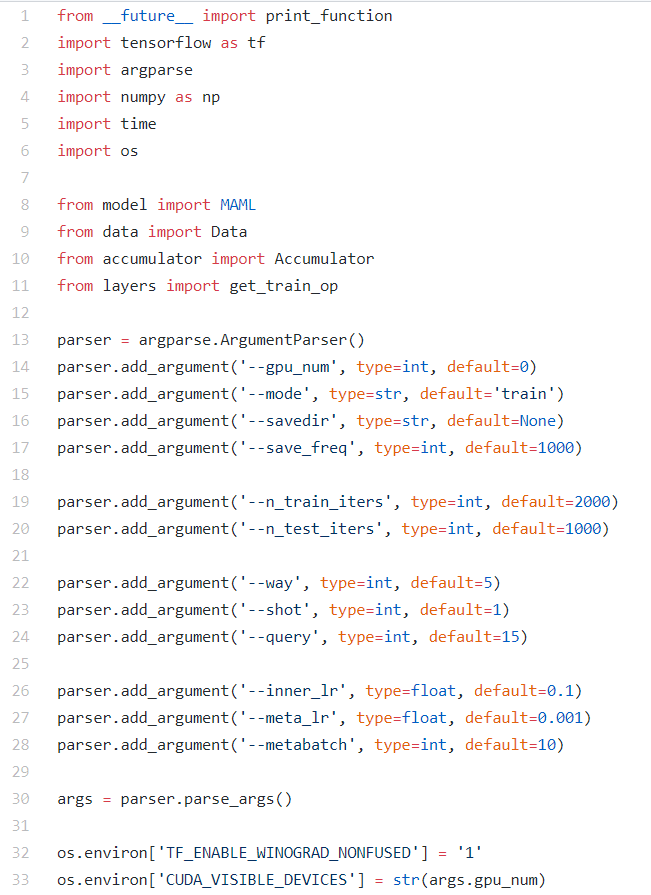 1 from __future__ import print_function
2 import tensorflow as tf
3 import argparse
4 import numpy as np
5 import time
6 import os
7
8 from model import MAML
9 from data import Data
10 from accumulator import Accumulator
11 from layers import get_train_op
12
13 parser = argparse.ArgumentParser()
14 parser.add_argument('--gpu_num', type=int, default=0)
15 parser.add_argument('--mode', type=str, default='train')
16 parser.add_argument('--savedir', type=str, default=None)
17 parser.add_argument('--save_freq', type=int, default=1000)
18
19 parser.add_argument('--n_train_iters', type=int, default=2000)
20 parser.add_argument('--n_test_iters', type=int, default=1000)
21
22 parser.add_argument('--way', type=int, default=5)
23 parser.add_argument('--shot', type=int, default=1)
24 parser.add_argument('--query', type=int, default=15)
25
26 parser.add_argument('--inner_lr', type=float, default=0.1)
27 parser.add_argument('--meta_lr', type=float, default=0.001)
28 parser.add_argument('--metabatch', type=int, default=10)
29
30 args = parser.parse_args()
31
32 os.environ['TF_ENABLE_WINOGRAD_NONFUSED'] = '1'
33 os.environ['CUDA_VISIBLE_DEVICES'] = str(args.gpu_num)